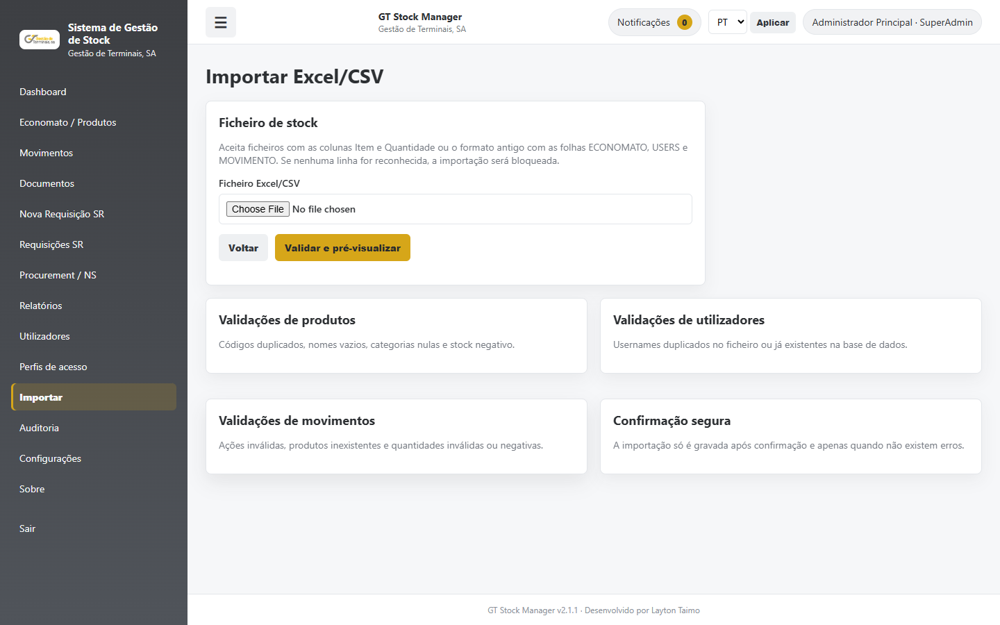 Sistema de Gestão
de Stock
Gestão de Terminais, SA
Dashboard
Economato / Produtos
Movimentos
Documentos
Nova Requisição SR
Requisições SR
Procurement / NS
Relatórios
Utilizadores
Perfis de acesso
Importar
Auditoria
Configurações
Sobre
Sair
☰
GT Stock Manager
Gestão de Terminais, SA
Notificações 0
PT
Aplicar
Administrador Principal · SuperAdmin
Importar Excel/CSV
Ficheiro de stock
Aceita ficheiros com as colunas Item e Quantidade ou o formato antigo com as folhas ECONOMATO, USERS e
MOVIMENTO. Se nenhuma linha for reconhecida, a importação será bloqueada.
Ficheiro Excel/CSV
Choose File No file chosen
Voltar
Validar e pré-visualizar
Validações de produtos
Códigos duplicados, nomes vazios, categorias nulas e stock negativo.
Validações de utilizadores
Usernames duplicados no ficheiro ou já existentes na base de dados.
Validações de movimentos
Ações inválidas, produtos inexistentes e quantidades inválidas ou negativas.
Confirmação segura
A importação só é gravada após confirmação e apenas quando não existem erros.
GT Stock Manager v2.1.1 · Desenvolvido por Layton Taimo